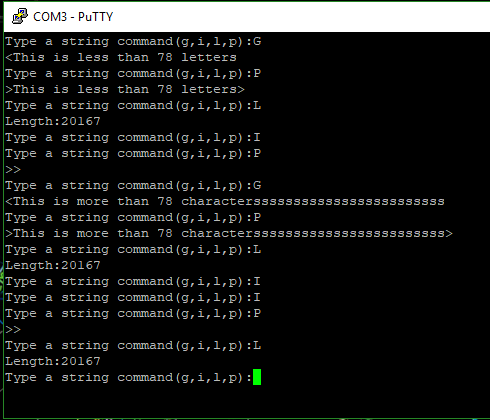 COM3 - PuTTY
Type a string command(g,i,l,p):G
<This is less than 78 letters
Type a string command(g,i,l,p):P
>This is less than 78 letters>
Type a string command(g,i,l,p):L
Length:20167
Type a string command(g,i,l,p):I
Type a string command(g,i,l,p):P
>>
Type a string command(g,i,l,p):G
<This is more than 78 characterssssssssssssssssssssssss
Type a string command(g,i,l,p):P
>This is more than 78 characterssssssssssssssssssssssss>
Type a string command(g,i,l,p):L
Length:20167
Type a string command(g,i,l,p):I
Type a string command(g,i,l,p):I
Type a string command(g,i,l,p):P
>>
Type a string command(g,i,l,p):L
Length:20167
Type a string command(g,i,l,p):